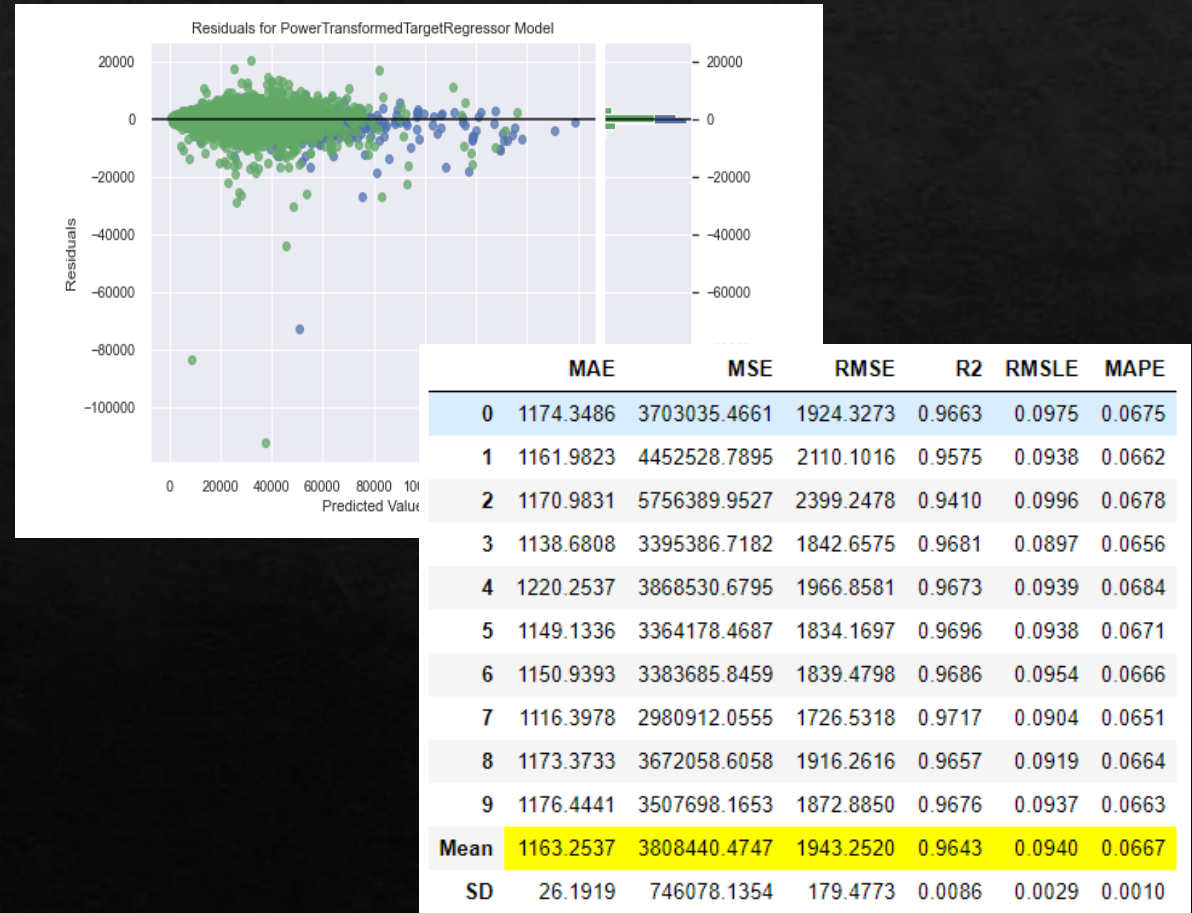 Residuals for PowerTransformedTargetRegressor Model
20000 20000
0 0
−20000 −20000
−40000 −40000
−60000 −60000
−80000
−100000
Residuals
0 20000 40000 60000 80000
Predicted Value
MAE MSE RMSE R2 RMSLE MAPE
0 1174.3486 3703035.4661 1924.3273 0.9663 0.0975 0.0675
1 1161.9823 4452528.7895 2110.1016 0.9575 0.0938 0.0662
2 1170.9831 5756389.9527 2399.2478 0.9410 0.0996 0.0678
3 1138.6808 3395386.7182 1842.6575 0.9681 0.0897 0.0656
4 1220.2537 3868530.6795 1966.8581 0.9673 0.0939 0.0684
5 1149.1336 3364178.4687 1834.1697 0.9696 0.0938 0.0671
6 1150.9393 3383685.8459 1839.4798 0.9686 0.0954 0.0666
7 1116.3978 2980912.0555 1726.5318 0.9717 0.0904 0.0651
8 1173.3733 3672058.6058 1916.2616 0.9657 0.0919 0.0664
9 1176.4441 3507698.1653 1872.8850 0.9676 0.0937 0.0663
Mean 1163.2537 3808440.4747 1943.2520 0.9643 0.0940 0.0667
SD 26.1919 746078.1354 179.4773 0.0086 0.0029 0.0010